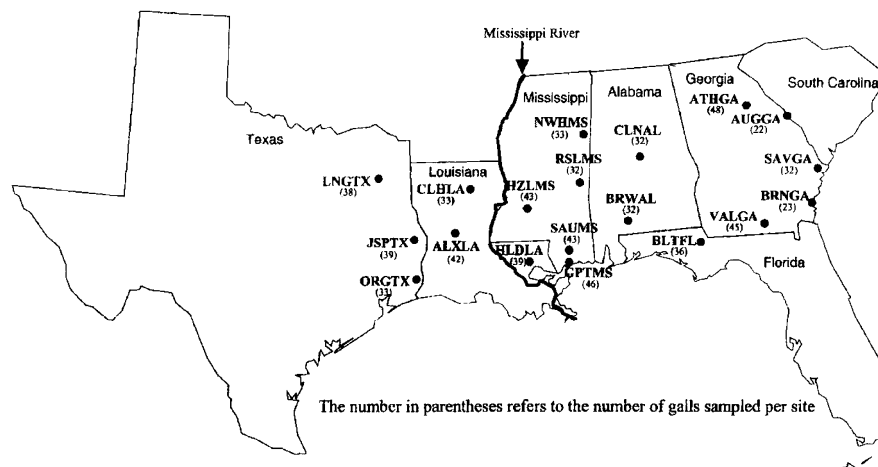 Mississippi River
Texas
Louisiana
Mississippi
Alabama
Georgia
South Carolina
Florida
LNGTX
(38)
JSPTX
(39)
ORGTX
CLBLA
(33)
ALXLA
(42)
HLDLA
(39)
NWHMS
(33)
RSLMS
(32)
HZLMS
(43)
SAUMS
(43)
GPTMS
(46)
CLNAL
(32)
BRWAL
(32)
BLTFL
(36)
ATHGA
(48)
AUGGA
(22)
SAVGA
(32)
BRNGA
(23)
VALGA
(45)
The number in parentheses refers to the number of galls sampled per site